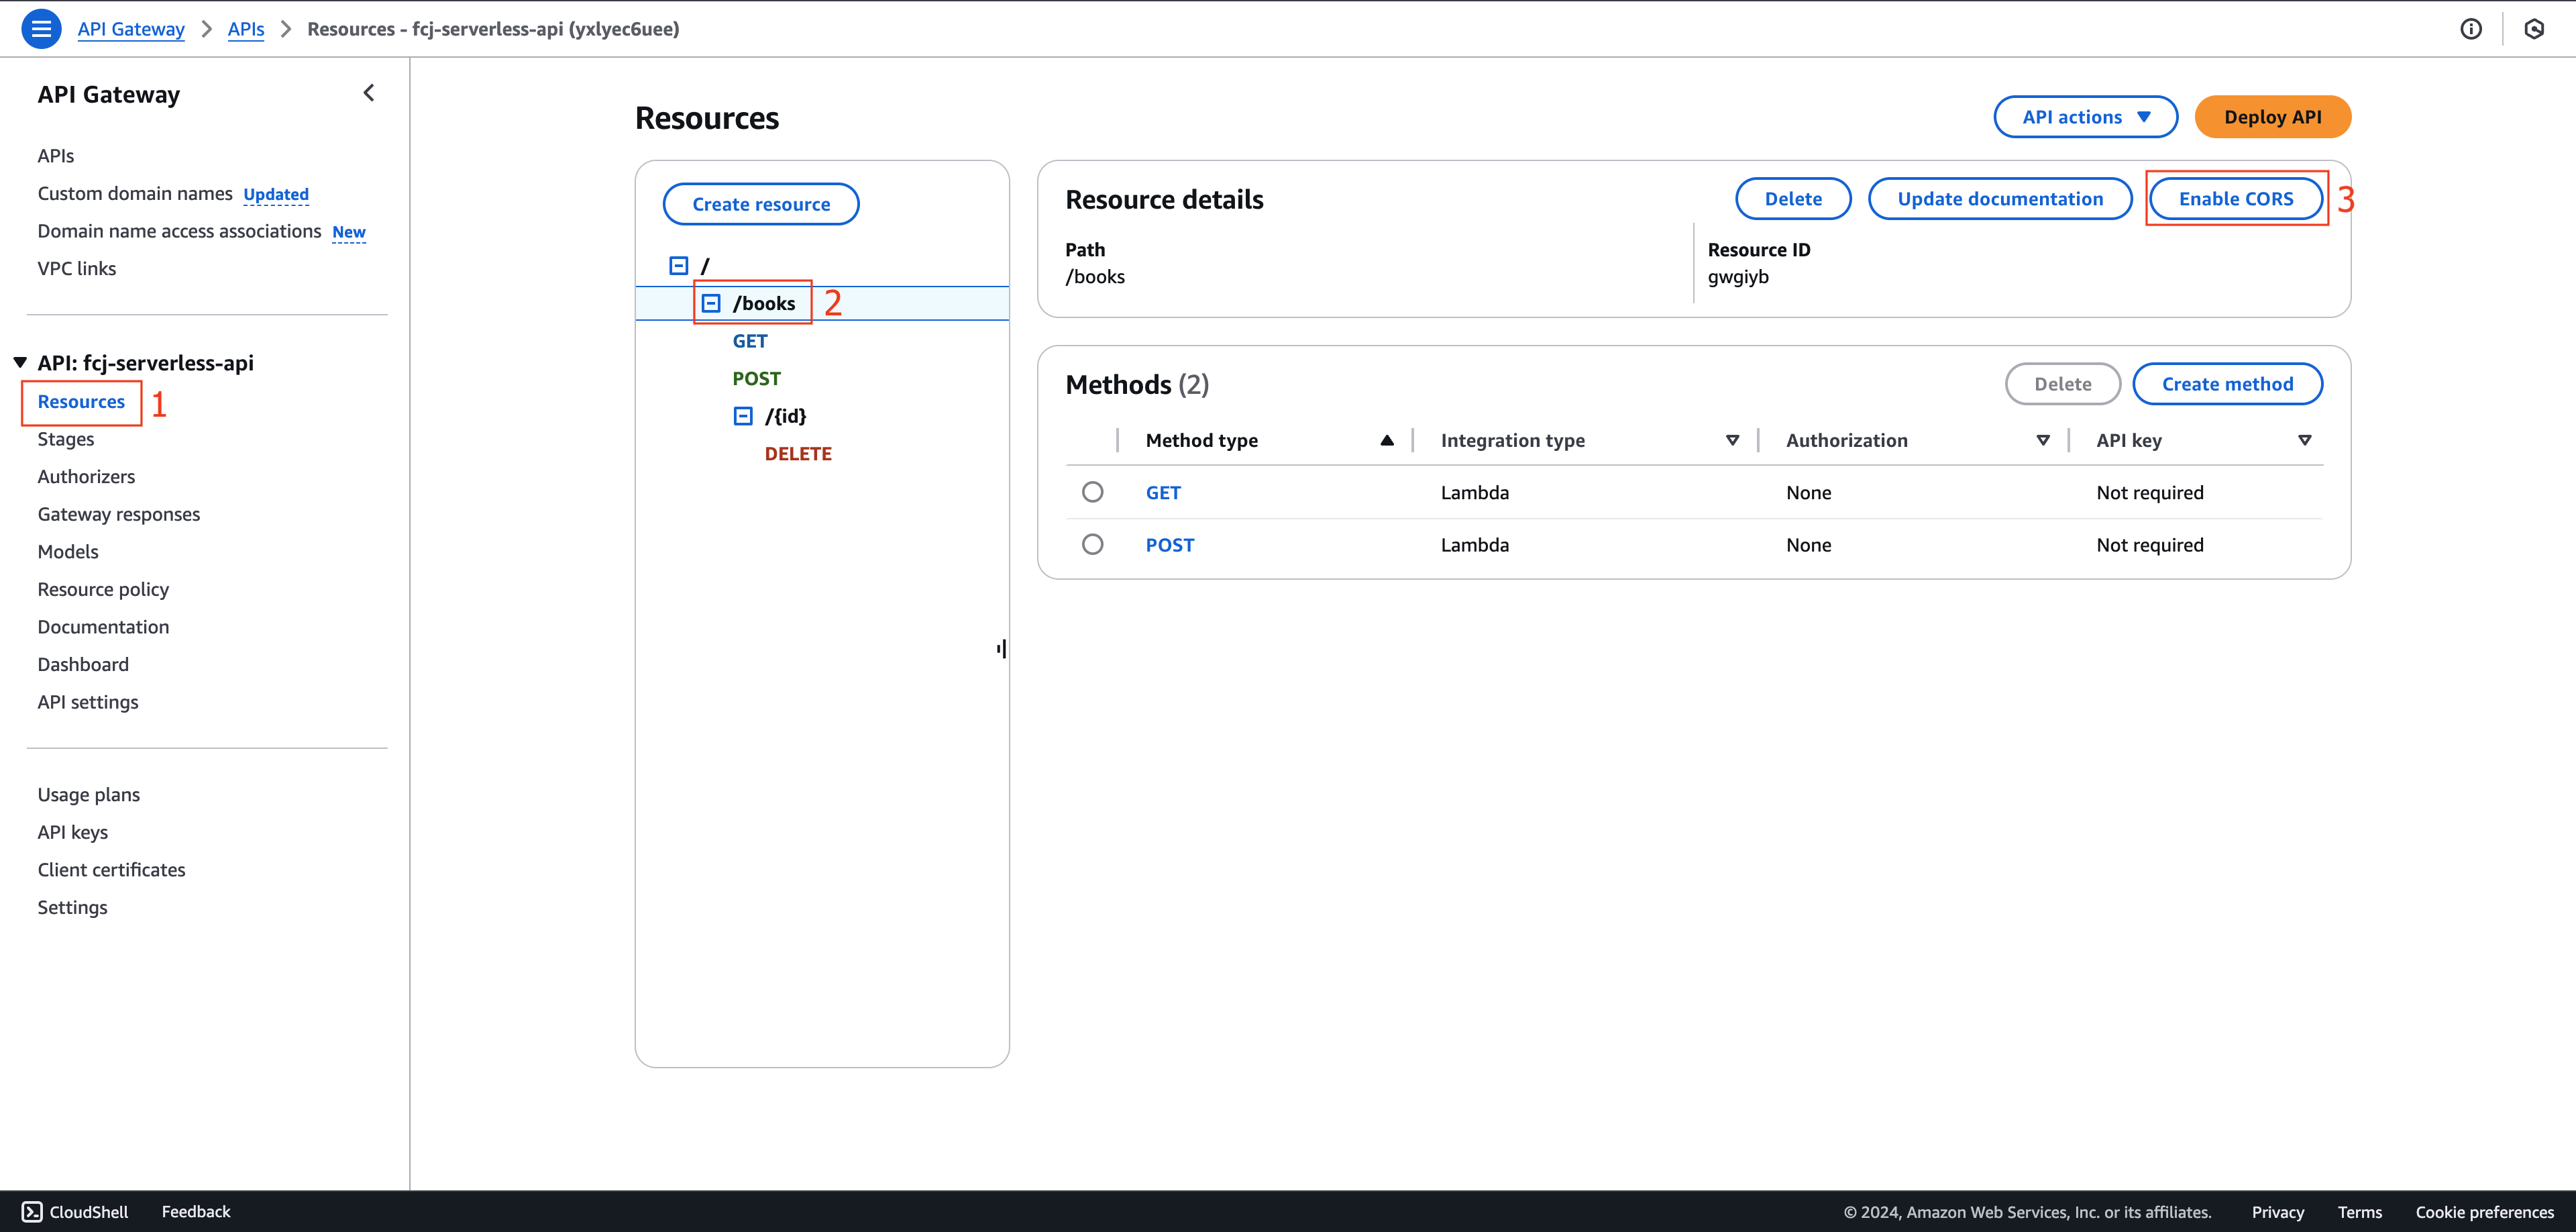 API Gateway > APIs > Resources - fcj-serverless-api (yxlyec6uee)
API Gateway
APIs
Custom domain names Updated
Domain name access associations New
VPC links
API: fcj-serverless-api
Resources 1
Stages
Authorizers
Gateway responses
Models
Resource policy
Documentation
Dashboard
API settings
Usage plans
API keys
Client certificates
Settings
Resources
API actions
Deploy API
Create resource
/
/books 2
GET
POST
/{id}
DELETE
Resource details
Delete
Update documentation
Enable CORS 3
Path
/books
Resource ID
gwgiyb
Methods (2)
Delete
Create method
Method type Integration type Authorization API key
GET Lambda None Not required
POST Lambda None Not required
CloudShell Feedback © 2024, Amazon Web Services, Inc. or its affiliates. Privacy Terms Cookie preferences